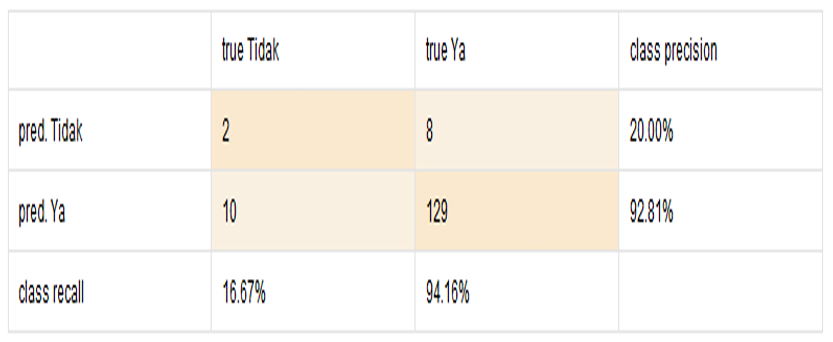 true Tidak true Ya class precision
pred. Tidak 2 8 20.00%
pred. Ya 10 129 92.81%
class recall 16.67% 94.16%